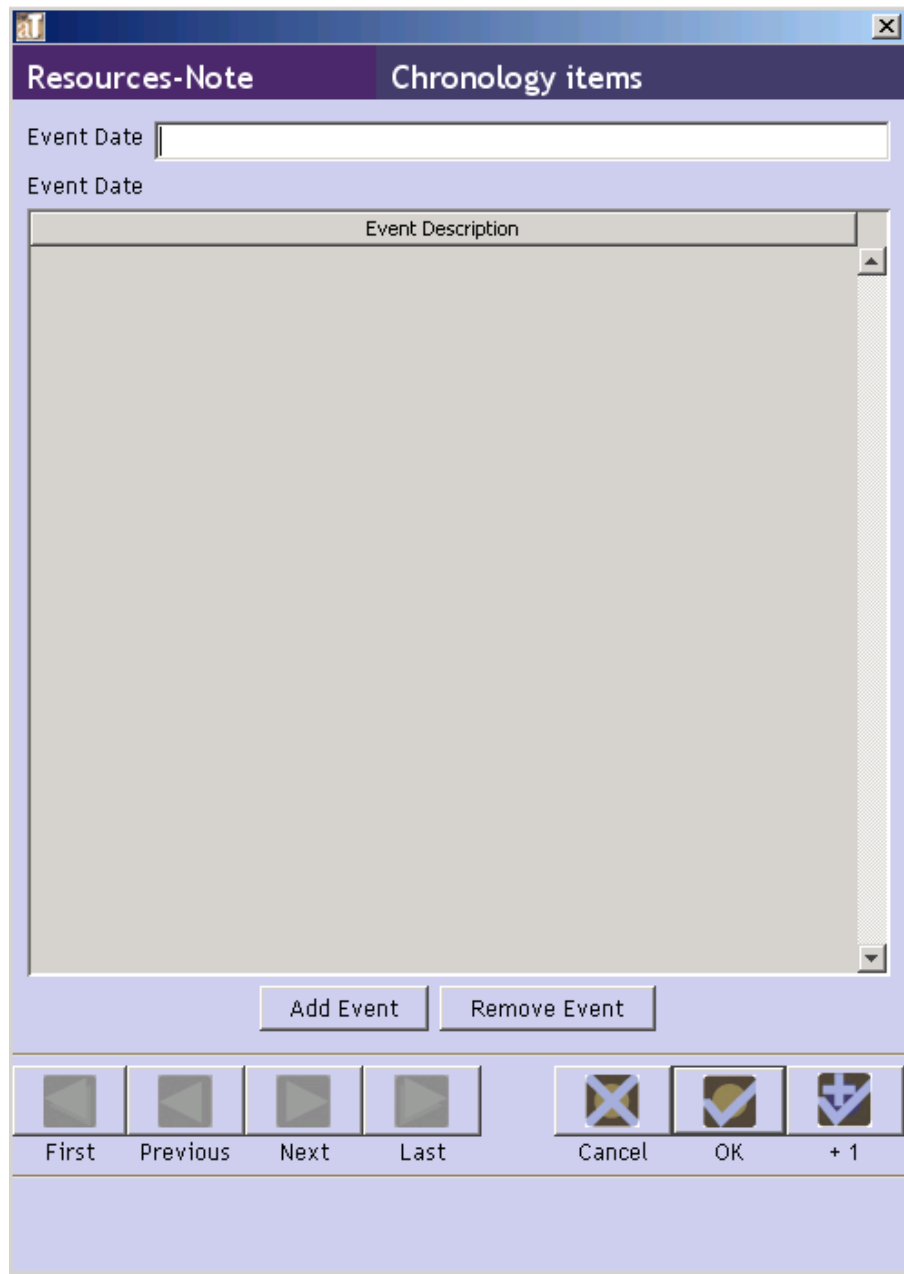 aT
Resources-Note Chronology items
Event Date
Event Date
Event Description
Add Event Remove Event
First Previous Next Last Cancel OK + 1